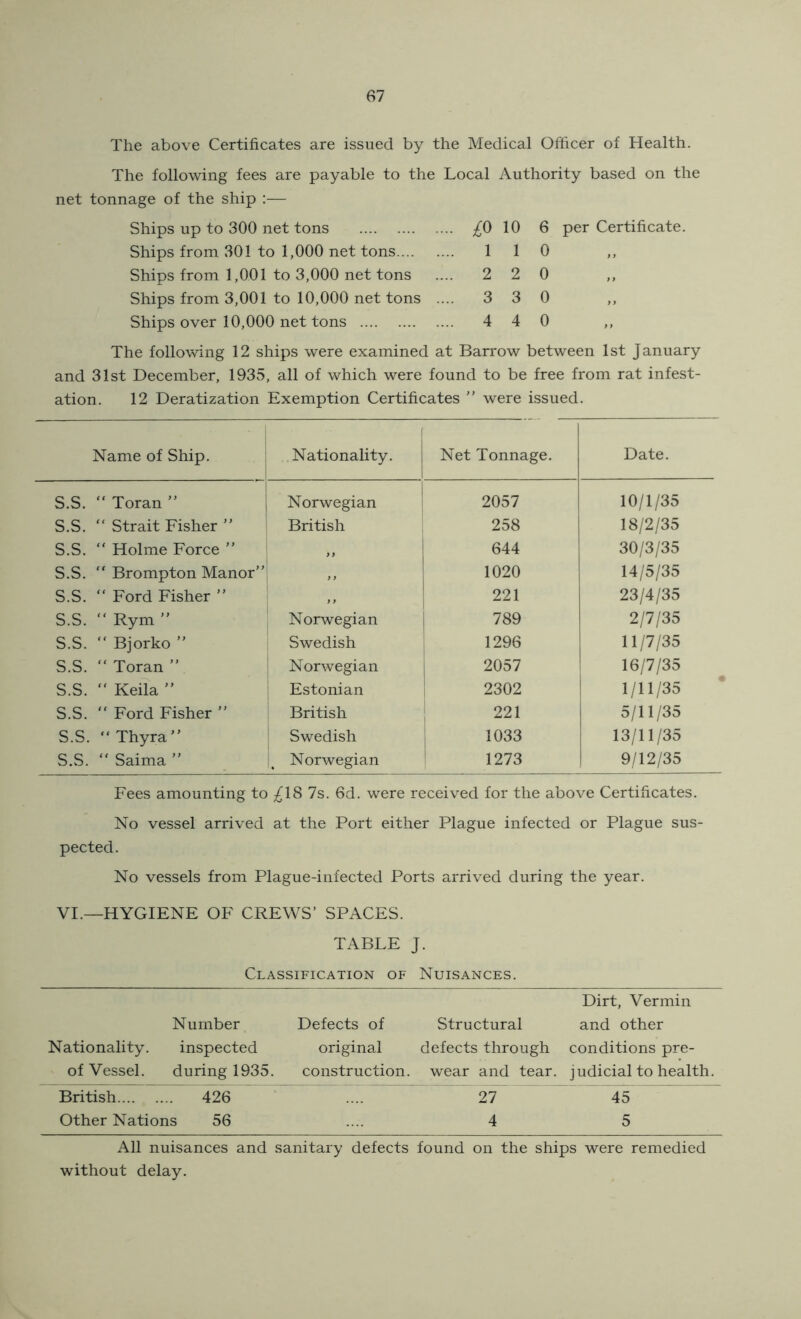 67
The above Certificates are issued by the Medical Officer of Health.
The following fees are payable to the Local Authority based on the
net tonnage of the ship :—
Ships up to 300 net tons .... .... .... £0 10 6 per Certificate.
Ships from 301 to 1,000 net tons.... .... 1 1 0 ,,
Ships from 1,001 to 3,000 net tons .... 2 2 0 ,,
Ships from 3,001 to 10,000 net tons .... 3 3 0 ,,
Ships over 10,000 net tons .... .... .... 4 4 0 ,,
The following 12 ships were examined at Barrow between 1st January
and 31st December, 1935, all of which were found to be free from rat infest-
ation. 12 Deratization Exemption Certificates ” were issued.
Name of Ship. Nationality. Net Tonnage. Date.
S.S. “ Toran ” Norwegian 2057 10/1/35
S.S. “ Strait Fisher ” British 258 18/2/35
S.S. “ Holme Force ” ,, 644 30/3/35
S.S. “ Brompton Manor” ,, 1020 14/5/35
S.S. “ Ford Fisher ” ,, 221 23/4/35
S.S. “ Rym ” Norwegian 789 2/7/35
S.S. “ Bjorko ” Swedish 1296 11/7/35
S.S. “ Toran ” Norwegian 2057 16/7/35
S.S. “ Keila ” Estonian 2302 1/11/35
S.S. “ Ford Fisher ” British 221 5/11/35
S.S. “ Thyra” Swedish 1033 13/11/35
S.S. “ Saima ” Norwegian 1273 9/12/35
Fees amounting to £18 7s. 6d. were received for the above Certificates.
No vessel arrived at the Port either Plague infected or Plague sus-
pected.
No vessels from Plague-infected Ports arrived during the year.
VI.—HYGIENE OF CREWS’ SPACES.
TABLE J.
Classification of Nuisances.
Dirt, Vermin
Number Defects of Structural and other
Nationality. inspected original defects through conditions pre-
of Vessel. during 1935. construction. wear and tear. judicial to health.
British.... .... 426 .... 27 45
Other Nations 56 .... 4 5
All nuisances and sanitary defects found on the ships were remedied
without delay.